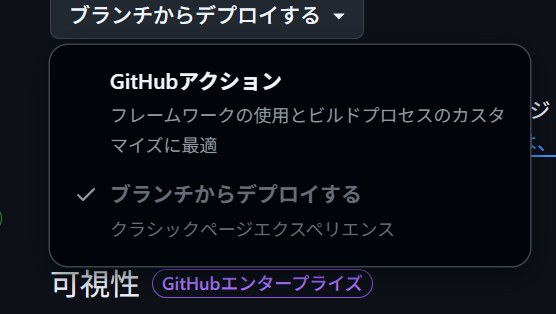 ブランチからデプロイする
GitHubアクション
フレームワークの使用とビルドプロセスのカスタ
マイズに最適
ジ
ブランチからデプロイする
クラシックページエクスペリエンス
可視性 GitHubエンタープライズ